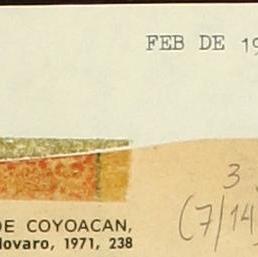 FEB DE 19
3
(7/14
DE COYOACAN,
lovaro, 1971, 238